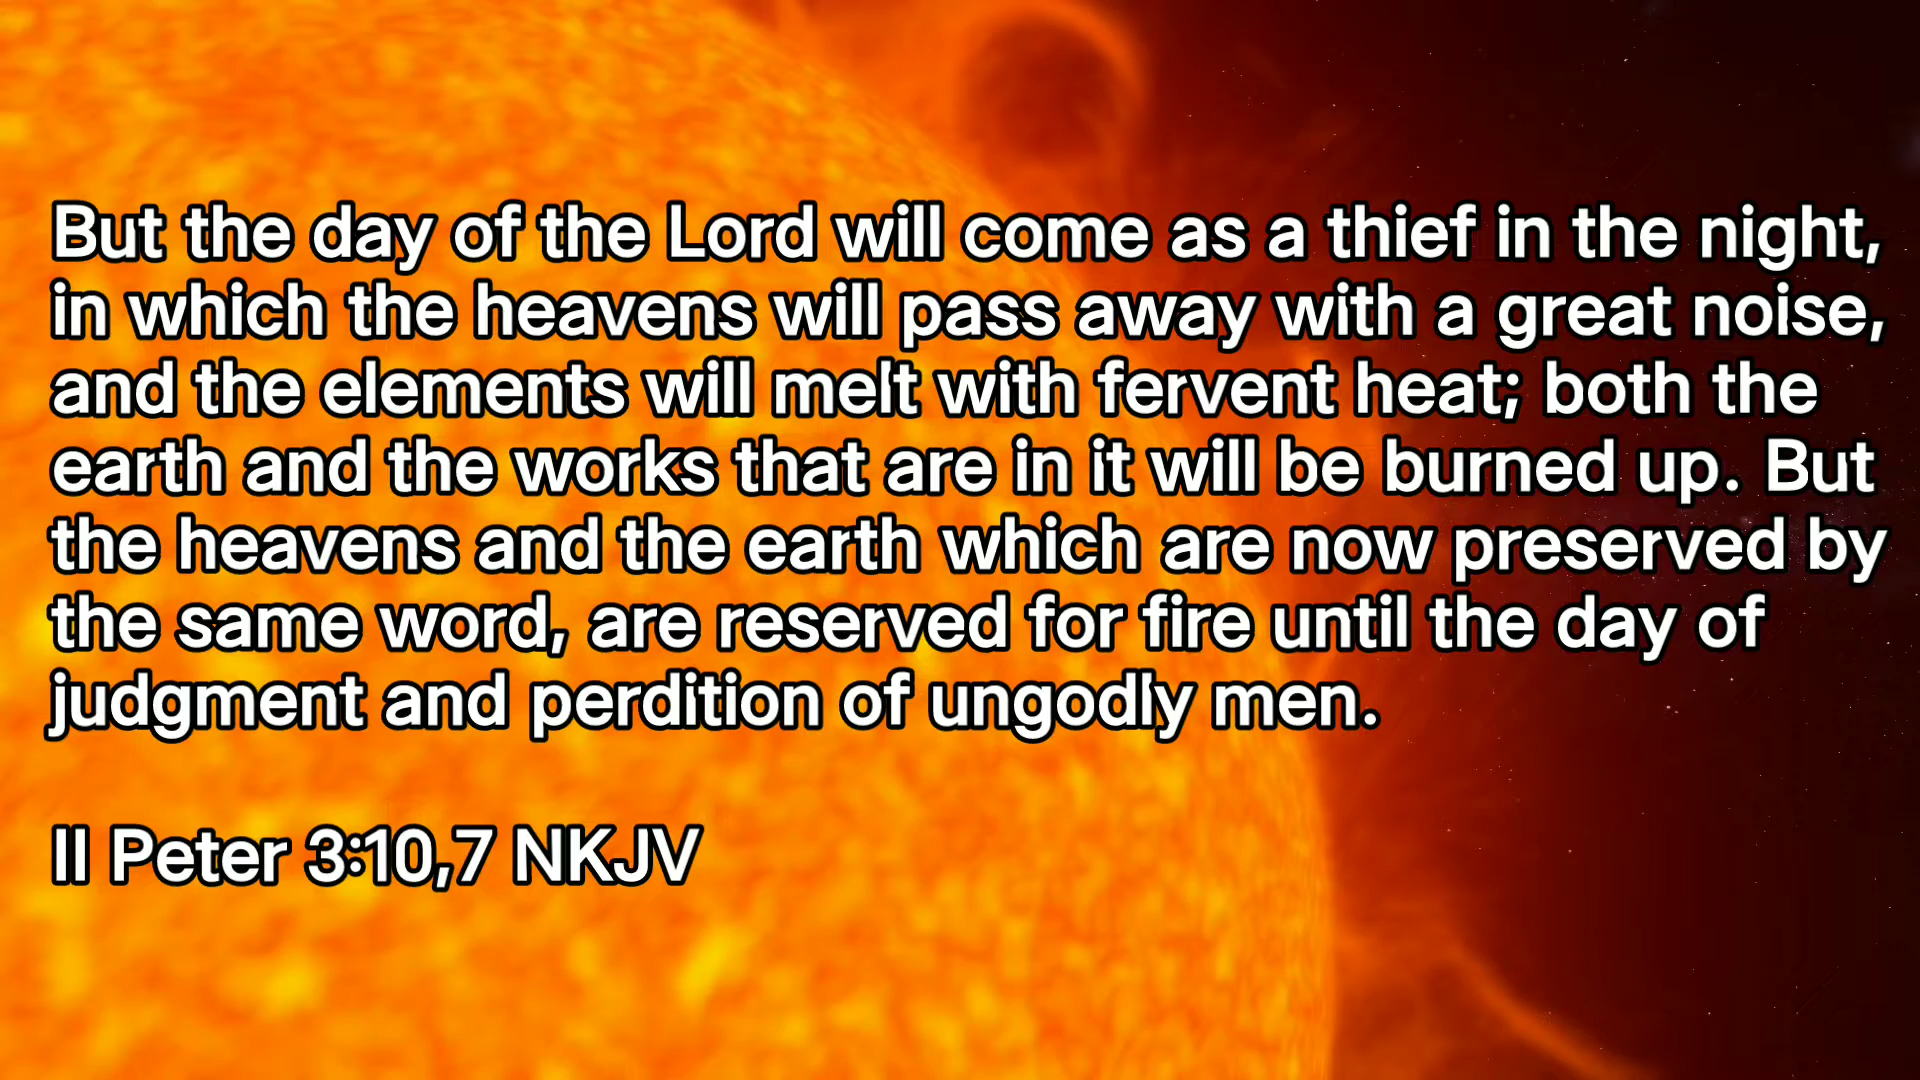 But the day of the Lord will come as a thief in the night,
in which the heavens will pass away with a great noise,
and the elements will melt with fervent heat; both the
earth and the works that are in it will be burned up. But
the heavens and the earth which are now preserved by
the same word, are reserved for fire until the day of
judgment and perdition of ungodly men.
II Peter 3:10,7 NKJV